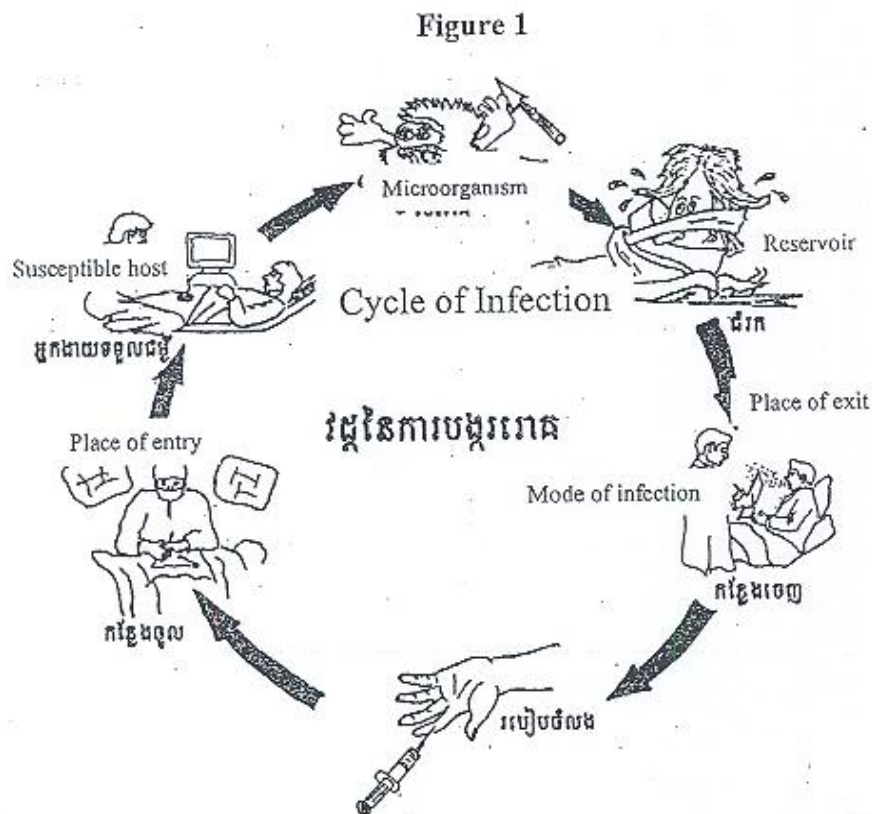 Figure 1
Microorganism
Reservoir
ជំរក
Susceptible host
Cycle of Infection
អ្នកងាយទទួលជម្ងឺ
Place of exit
Place of entry
វដ្តនៃការបង្ករោគ
Mode of infection
កន្លែងចេញ
កន្លែងចូល
របៀបចំលង